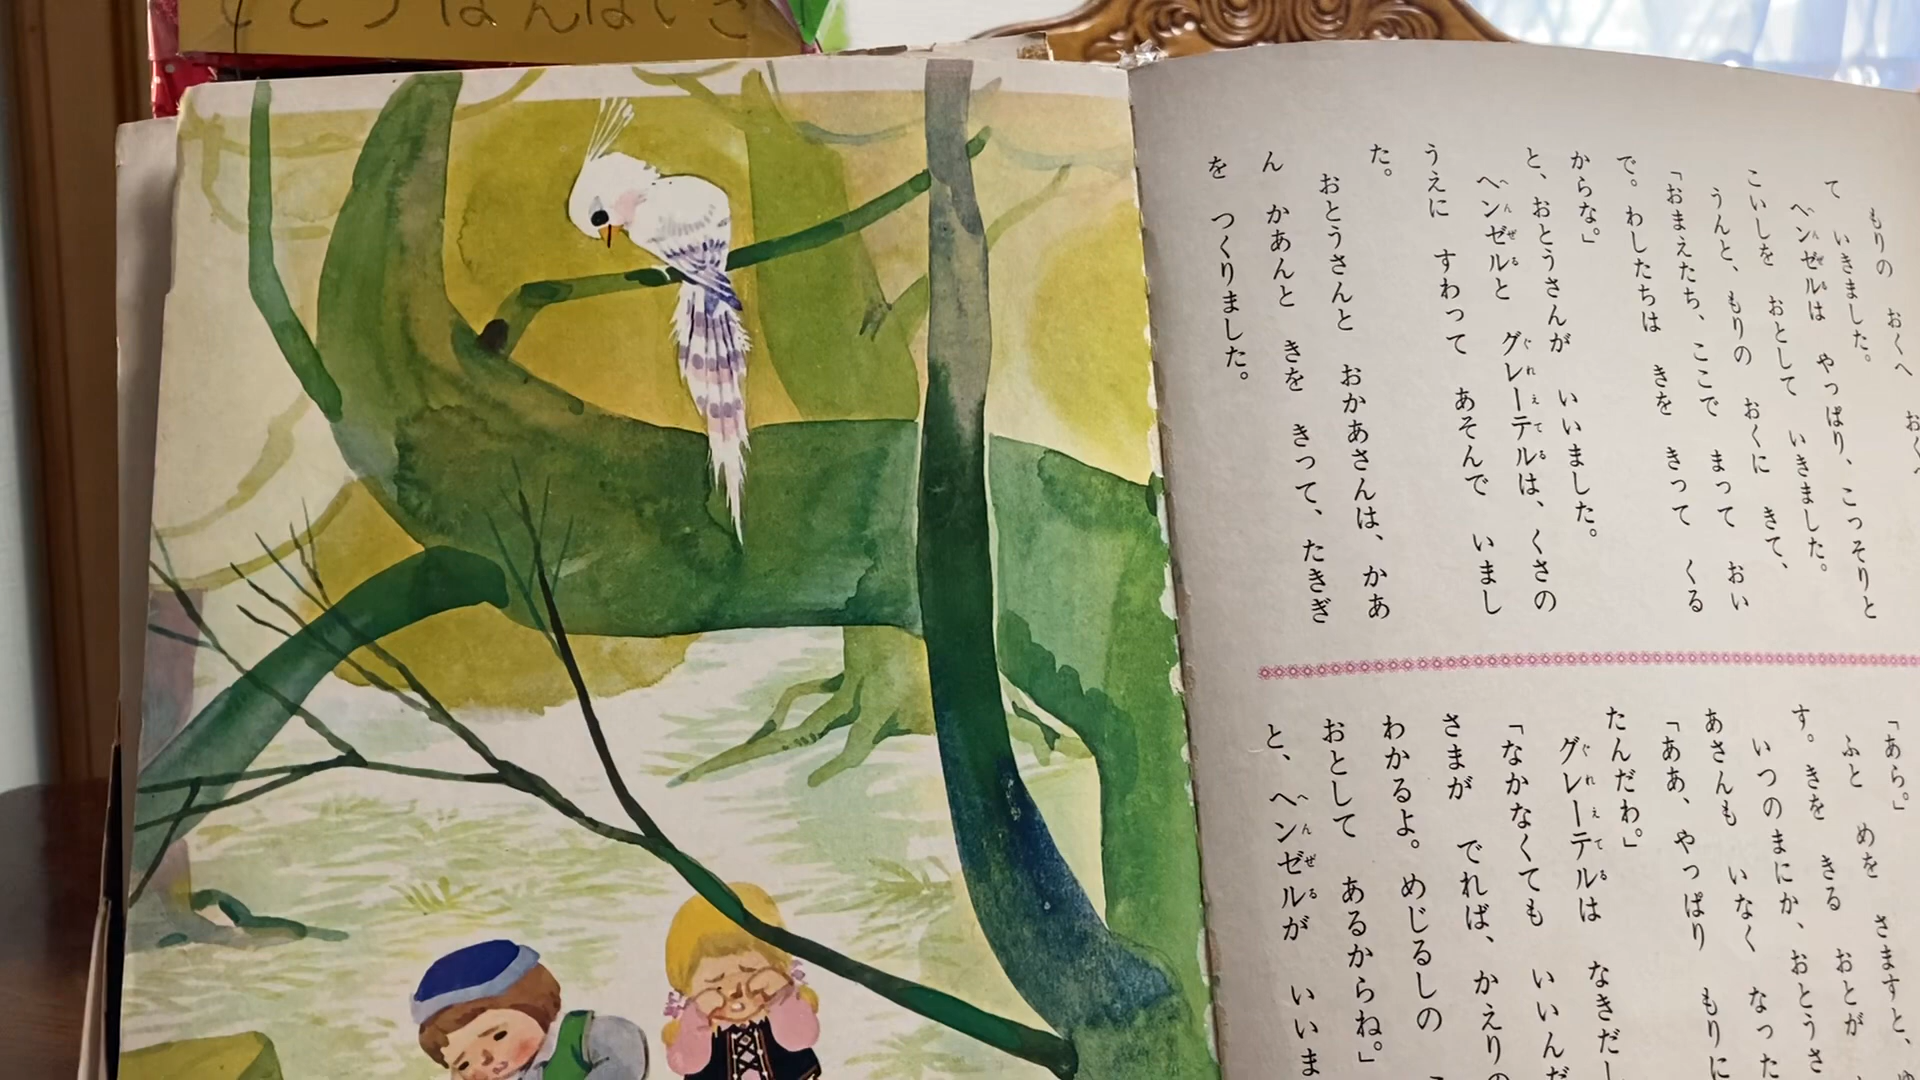 もりの おくへ おくへ
て いきました。
ヘンゼルは やっぱり、こっそりと
こいしを おとして いきました。
うんと、もりの おくに きて、
「おまえたち、ここで まって おい
で。わしたちは きを きって くる
からな。」
と、おとうさんが いいました。
ヘンゼルと グレーテルは、くさの
うえに すわって あそんで いまし
た。
おとうさんと おかあさんは、かあ
ん かあんと きを きって、たきぎ
を つくりました。
「あら。」
ふと めを さますと、
す。きを きる おとが
いつのまにか、おとうさ
あさんも いなく なった
「ああ、やっぱり もりに
たんだわ。」
グレーテルは なきだし
「なかなくても いいんだ
さまが でれば、かえりの
わかるよ。めじるしの
おとして あるからね。」
と、ヘンゼルが いいま